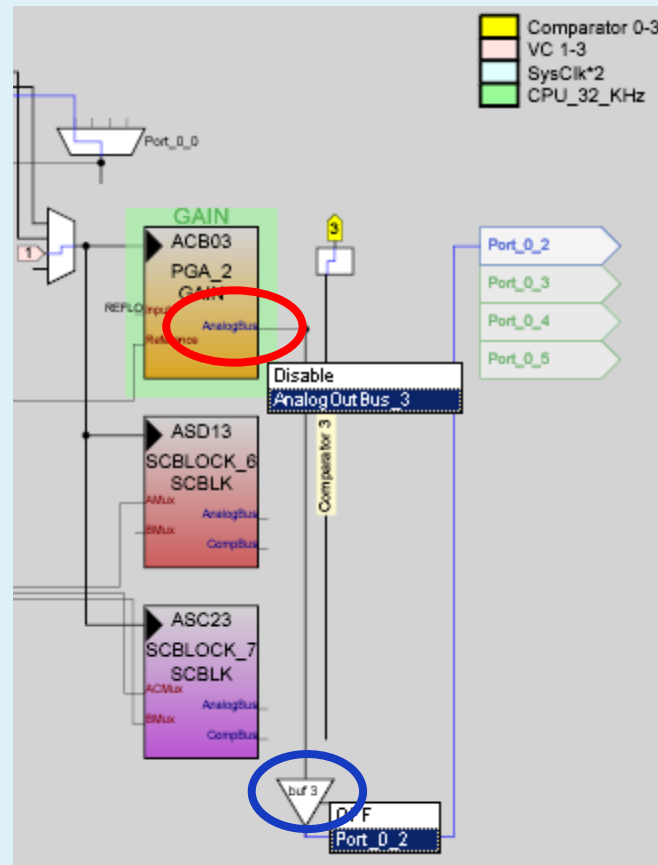 Comparator 0-3
VC 1-3
SysClk*2
CPU_32_KHz
Port_0_0
GAIN
ACB03
PGA_2
GAIN
REFLO
Input
AnalogBus
Reference
1
3
Disable
AnalogOutBus_3
Comparator 3
Port_0_2
Port_0_3
Port_0_4
Port_0_5
ASD13
SCBLOCK_6
SCBLK
AMux
AnalogBus
BMux
CompBus
ASC23
SCBLOCK_7
SCBLK
ACMux
AnalogBus
BMux
CompBus
buf 3
OFF
Port_0_2